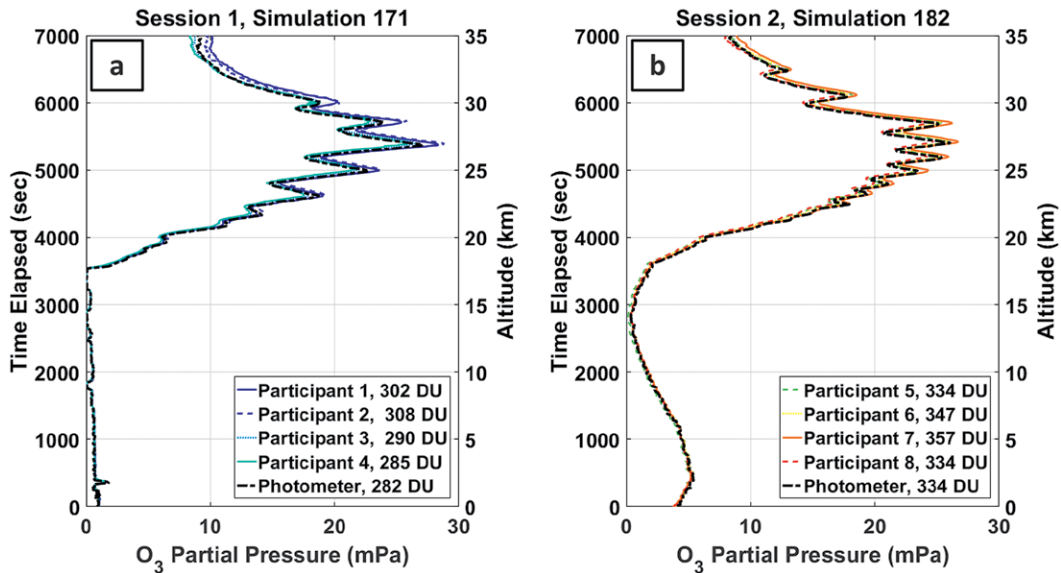 Session 1, Simulation 171
a
7000
6000
5000
4000
3000
2000
1000
0
Time Elapsed (sec)
35
30
25
20
15
10
5
0
Altitude (km)
Participant 1, 302 DU
Participant 2, 308 DU
Participant 3, 290 DU
Participant 4, 285 DU
Photometer, 282 DU
0 10 20 30
O3 Partial Pressure (mPa)
Session 2, Simulation 182
b
7000
6000
5000
4000
3000
2000
1000
0
Time Elapsed (sec)
35
30
25
20
15
10
5
0
Altitude (km)
Participant 5, 334 DU
Participant 6, 347 DU
Participant 7, 357 DU
Participant 8, 334 DU
Photometer, 334 DU
0 10 20 30
O3 Partial Pressure (mPa)